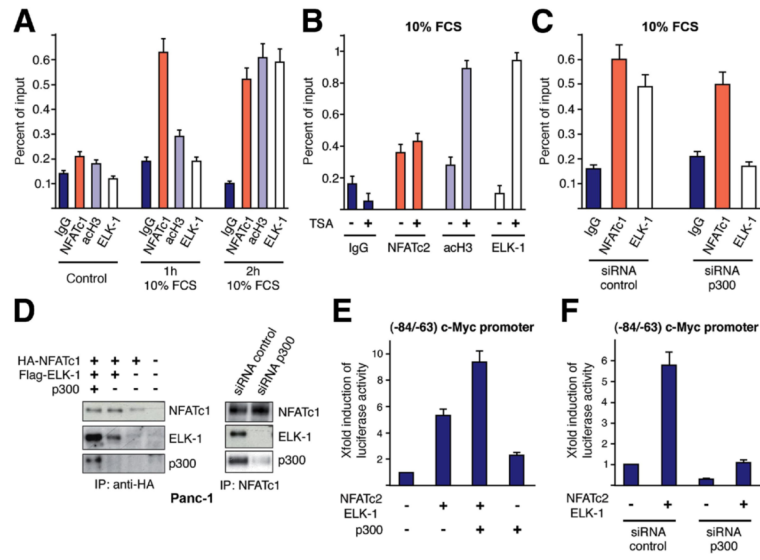 A
Percent of input
0.7
0.6
0.5
0.4
0.3
0.2
0.1
IgG
NFATc1
acH3
ELK-1
IgG
NFATc1
acH3
ELK-1
IgG
NFATc1
acH3
ELK-1
Control
1h
10% FCS
2h
10% FCS
B
10% FCS
Percent of input
1
0.8
0.6
0.4
0.2
TSA - + - + - + - +
IgG NFATc2 acH3 ELK-1
C
10% FCS
Percent of input
0.7
0.6
0.5
0.4
0.3
0.2
0.1
IgG
NFATc1
ELK-1
IgG
NFATc1
ELK-1
siRNA
control
siRNA
p300
D
HA-NFATc1 + + + -
Flag-ELK-1 + + - -
p300 + - - -
NFATc1
ELK-1
p300
IP: anti-HA
siRNA control
siRNA p300
NFATc1
ELK-1
p300
IP: NFATc1
Panc-1
E
(-84/-63) c-Myc promoter
Xfold induction of
luciferase activity
10
8
6
4
2
NFATc2
ELK-1
- + + -
p300 - - + +
F
(-84/-63) c-Myc promoter
Xfold induction of
luciferase activity
6
5
4
3
2
1
NFATc2
ELK-1
- + - +
siRNA
control
siRNA
p300